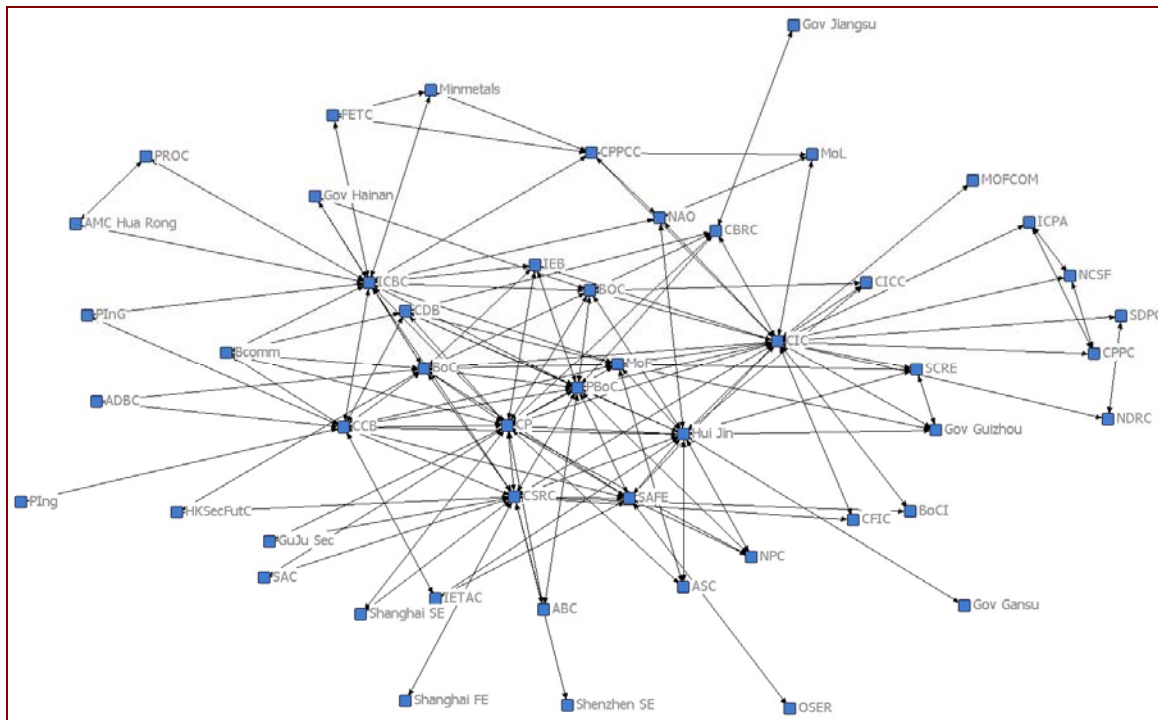 Gov Jiangsu
Minmetals
FETC
CPPCC
MoL
PROC
MOFCOM
Gov Hainan
NAO
ICPA
AMC Hua Rong
CBRC
IEB
NCSF
ICBC
CICC
BOC
CDB
PInG
SDPC
CIC
Bcomm
CPPC
MoF
BoC
SCRE
PBoC
ADBC
NDRC
CCB
CP
Hui Jin
Gov Guizhou
CSRC
SAFE
PIng
HKSecFutC
BoCI
CFIC
GuJu Sec
NPC
SAC
ASC
IETAC
Gov Gansu
ABC
Shanghai SE
Shanghai FE
Shenzhen SE
OSER